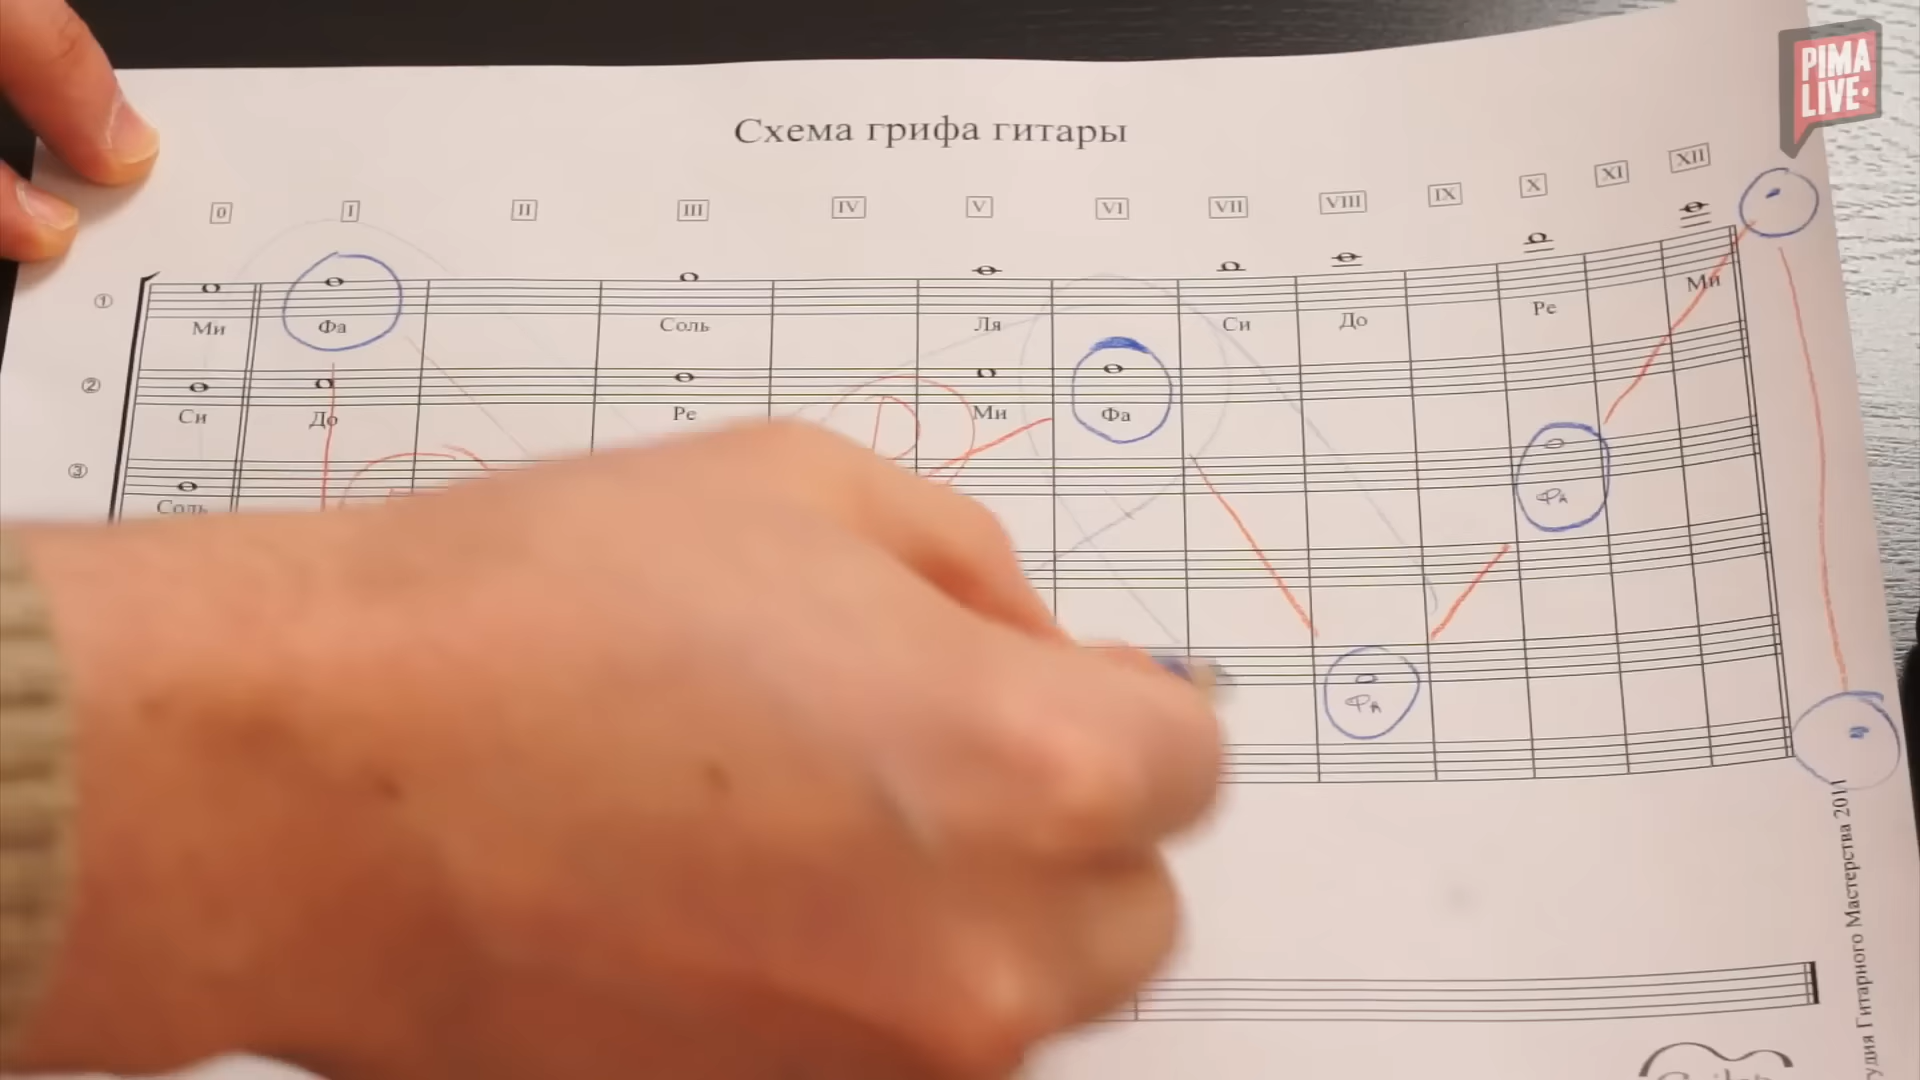 PIMA
LIVE
Схема грифа гитары
0 I II III IV V VI VII VIII IX X XI XII
① Ми Фа Соль Ля Си До Ре Ми
② Си До Ре Ми Фа
③ Соль Фа
Фа
Гитарного Мастерства 2011